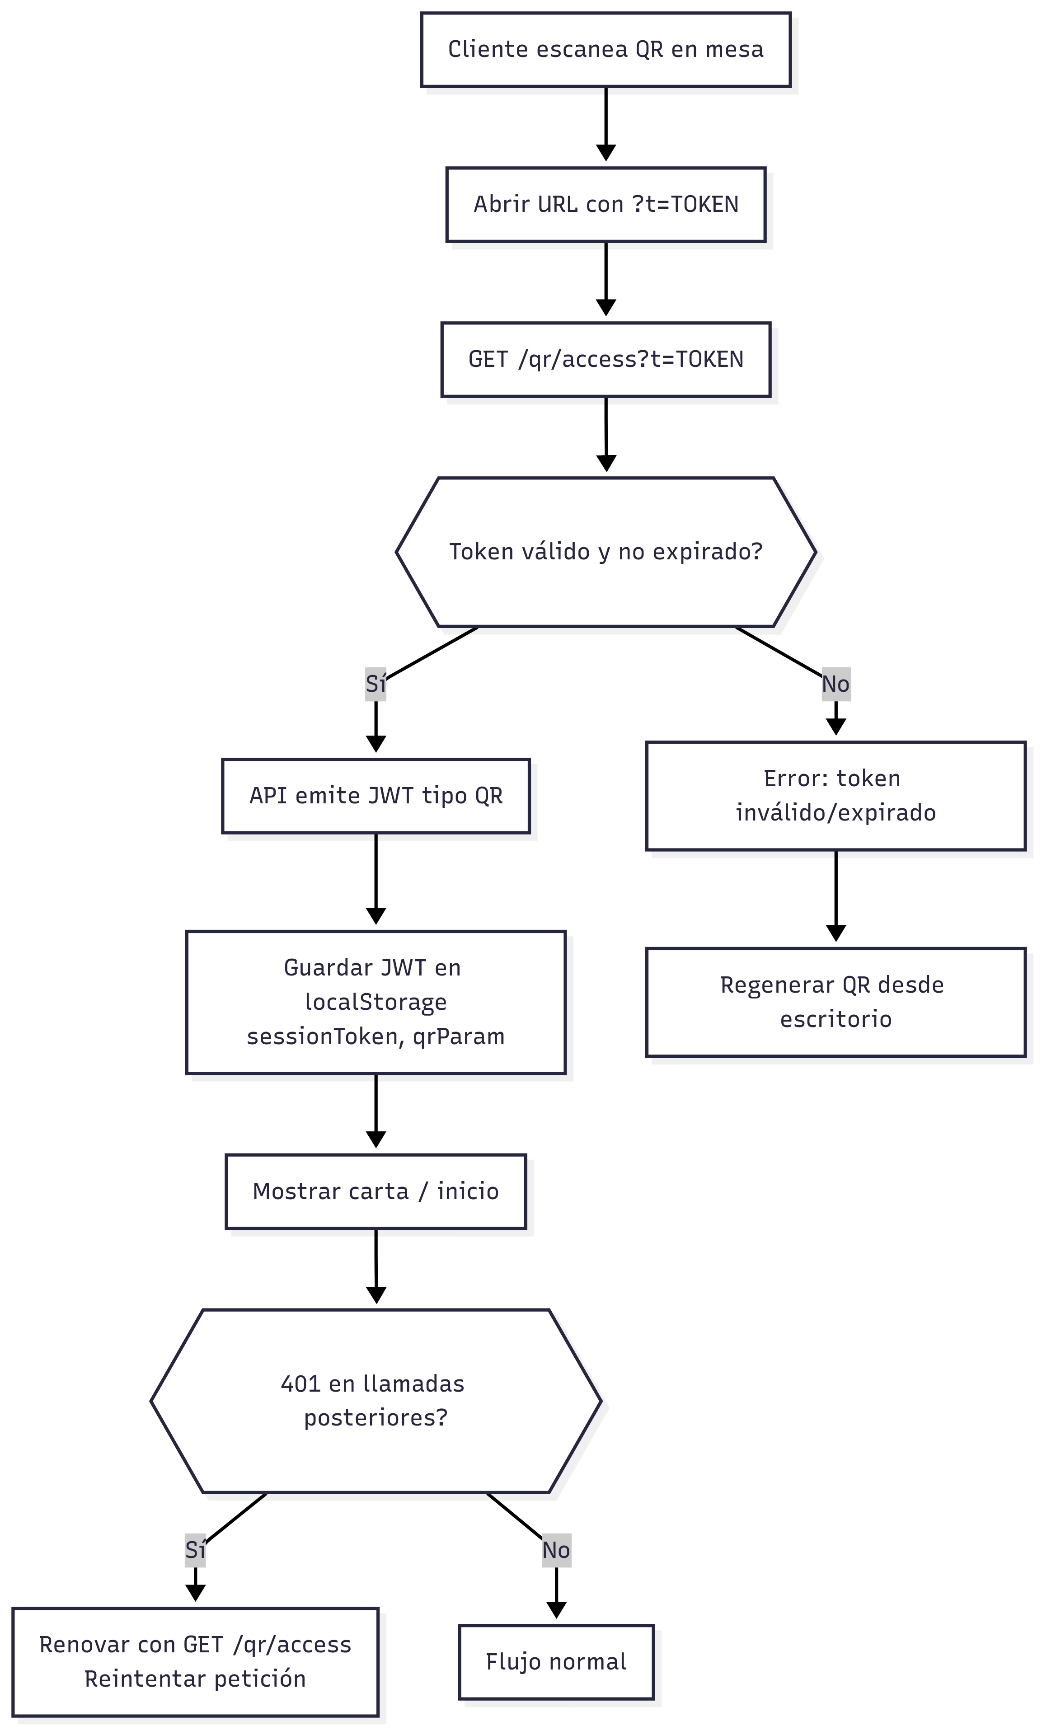 Cliente escanea QR en mesa
Abrir URL con ?t=TOKEN
GET /qr/access?t=TOKEN
Token válido y no expirado?
Sí
No
API emite JWT tipo QR
Error: token
inválido/expirado
Guardar JWT en
localStorage
sessionToken, qrParam
Regenerar QR desde
escritorio
Mostrar carta / inicio
401 en llamadas
posteriores?
Sí
No
Renovar con GET /qr/access
Reintentar petición
Flujo normal